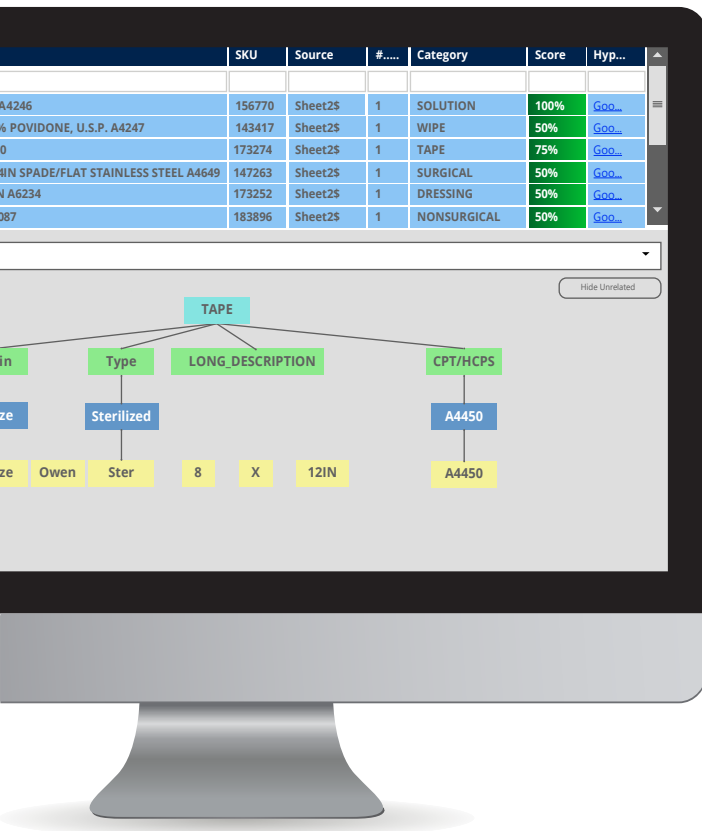 SKU Source #..... Category Score Hyp...
A4246 156770 Sheet2$ 1 SOLUTION 100% Goo...
% POVIDONE, U.S.P. A4247 143417 Sheet2$ 1 WIPE 50% Goo...
0 173274 Sheet2$ 1 TAPE 75% Goo...
4IN SPADE/FLAT STAINLESS STEEL A4649 147263 Sheet2$ 1 SURGICAL 50% Goo...
N A6234 173252 Sheet2$ 1 DRESSING 50% Goo...
087 183896 Sheet2$ 1 NONSURGICAL 50% Goo...
Hide Unrelated
TAPE
in Type LONG_DESCRIPTION CPT/HCPS
ze Sterilized A4450
ze Owen Ster 8 X 12IN A4450